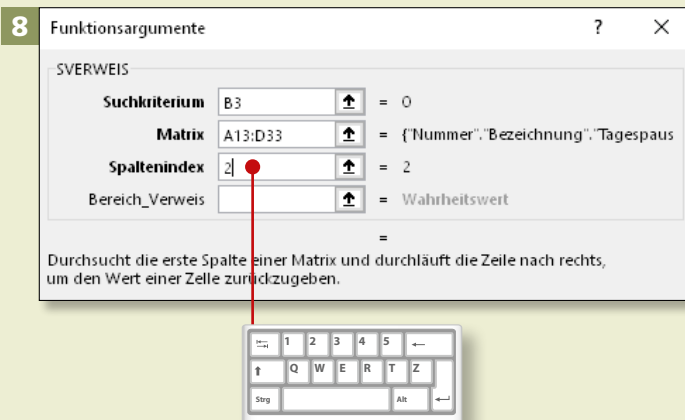 8
Funktionsargumente ? ×
SVERWEIS
Suchkriterium B3 = 0
Matrix A13:D33 = {"Nummer"."Bezeichnung"."Tagespaus
Spaltenindex 2 = 2
Bereich_Verweis = Wahrheitswert
=
Durchsucht die erste Spalte einer Matrix und durchläuft die Zeile nach rechts,
um den Wert einer Zelle zurückzugeben.
1 2 3 4 5 ←
Q W E R T Z
Strg Alt